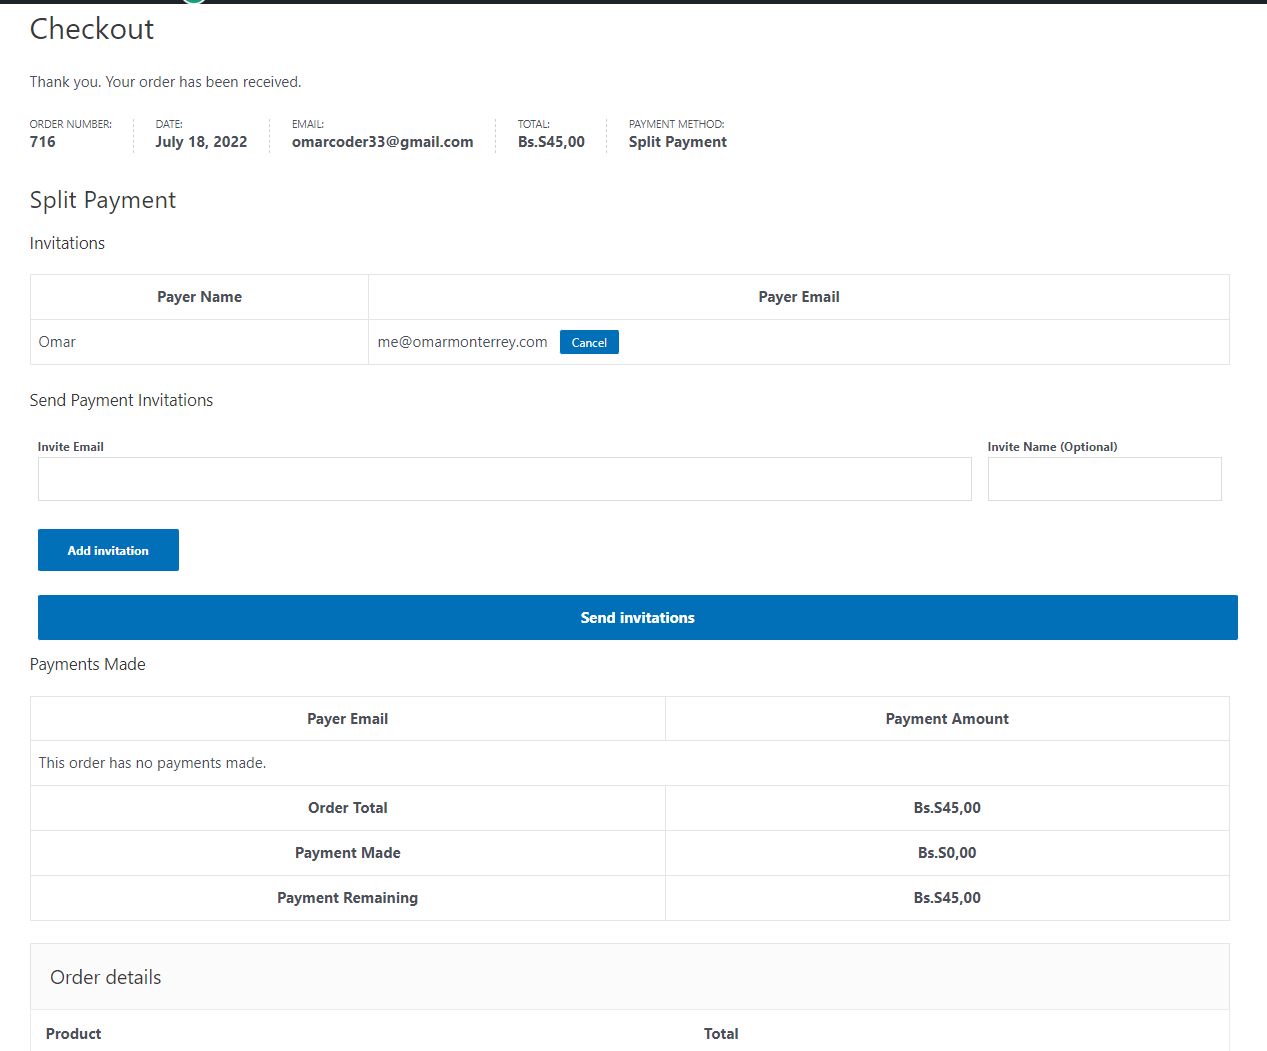 Checkout
Thank you. Your order has been received.
ORDER NUMBER: DATE: EMAIL: TOTAL: PAYMENT METHOD:
716 July 18, 2022 omarcoder33@gmail.com Bs.S45,00 Split Payment
Split Payment
Invitations
Payer Name Payer Email
Omar me@omarmonterrey.com Cancel
Send Payment Invitations
Invite Email Invite Name (Optional)
Add invitation
Send invitations
Payments Made
Payer Email Payment Amount
This order has no payments made.
Order Total Bs.S45,00
Payment Made Bs.S0,00
Payment Remaining Bs.S45,00
Order details
Product Total